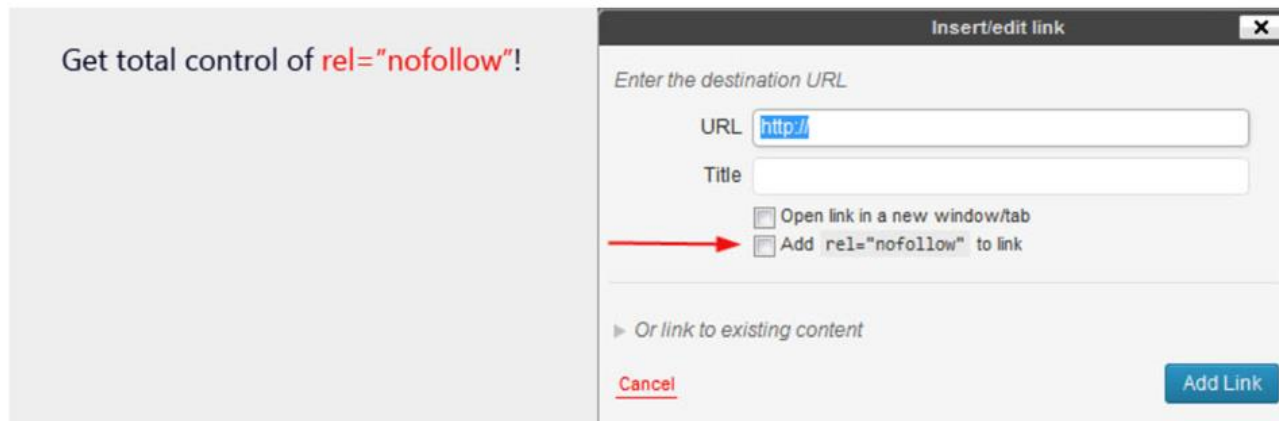 Get total control of rel="nofollow"!
Insert/edit link
Enter the destination URL
URL http://
Title
Open link in a new window/tab
Add rel="nofollow" to link
Or link to existing content
Cancel
Add Link